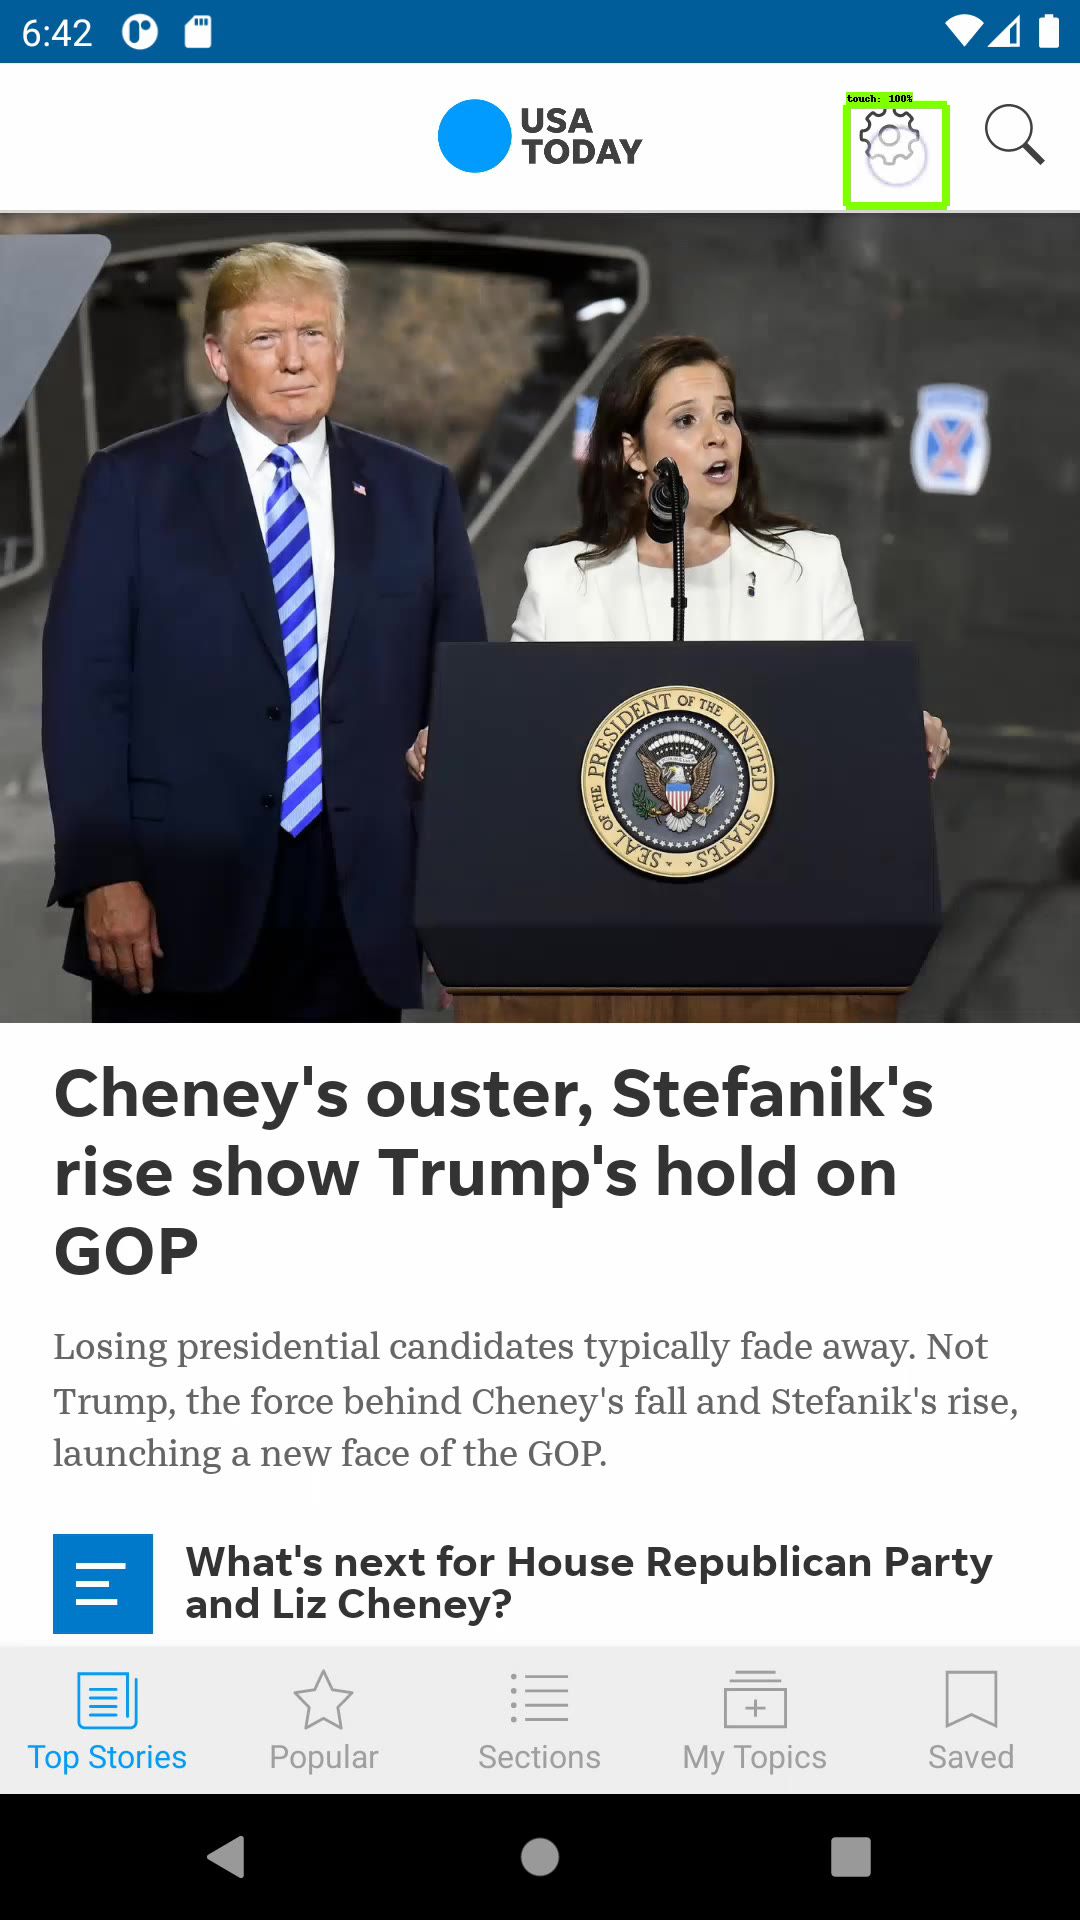 6:42
USA
TODAY
touch: 100%
SEAL OF THE PRESIDENT OF THE UNITED STATES
Cheney's ouster, Stefanik's
rise show Trump's hold on
GOP
Losing presidential candidates typically fade away. Not
Trump, the force behind Cheney's fall and Stefanik's rise,
launching a new face of the GOP.
What's next for House Republican Party
and Liz Cheney?
Top Stories
Popular
Sections
My Topics
Saved